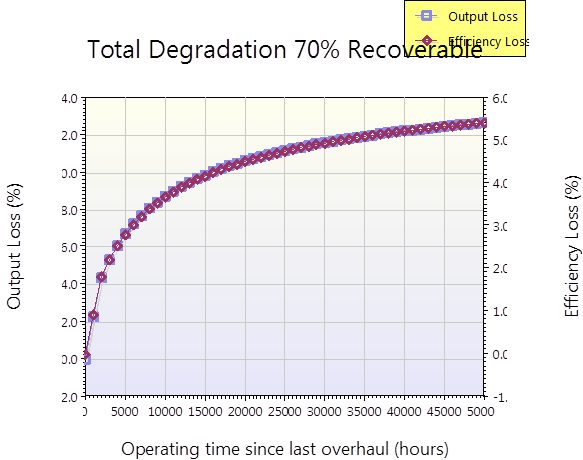 Output Loss
Efficiency Loss
Total Degradation 70% Recoverable
4.0
2.0
0.0
8.0
6.0
4.0
2.0
0.0
2.0
6.0
5.0
4.0
3.0
2.0
1.0
0.0
-1.
Output Loss (%)
Efficiency Loss (%)
0 5000 10000 15000 20000 25000 30000 35000 40000 45000 5000
Operating time since last overhaul (hours)